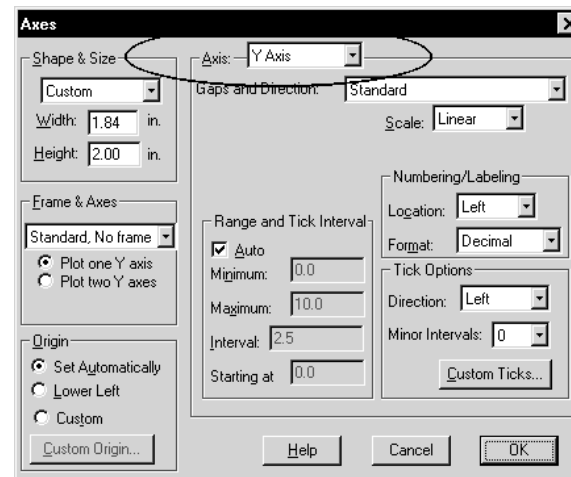 Axes
Shape & Size
Custom
Width: 1.84 in.
Height: 2.00 in.
Frame & Axes
Standard, No frame
Plot one Y axis
Plot two Y axes
Origin
Set Automatically
Lower Left
Custom
Custom Origin...
Axis: Y Axis
Gaps and Direction: Standard
Scale: Linear
Range and Tick Interval
Auto
Minimum: 0.0
Maximum: 10.0
Interval: 2.5
Starting at 0.0
Numbering/Labeling
Location: Left
Format: Decimal
Tick Options
Direction: Left
Minor Intervals: 0
Custom Ticks...
Help
Cancel
OK